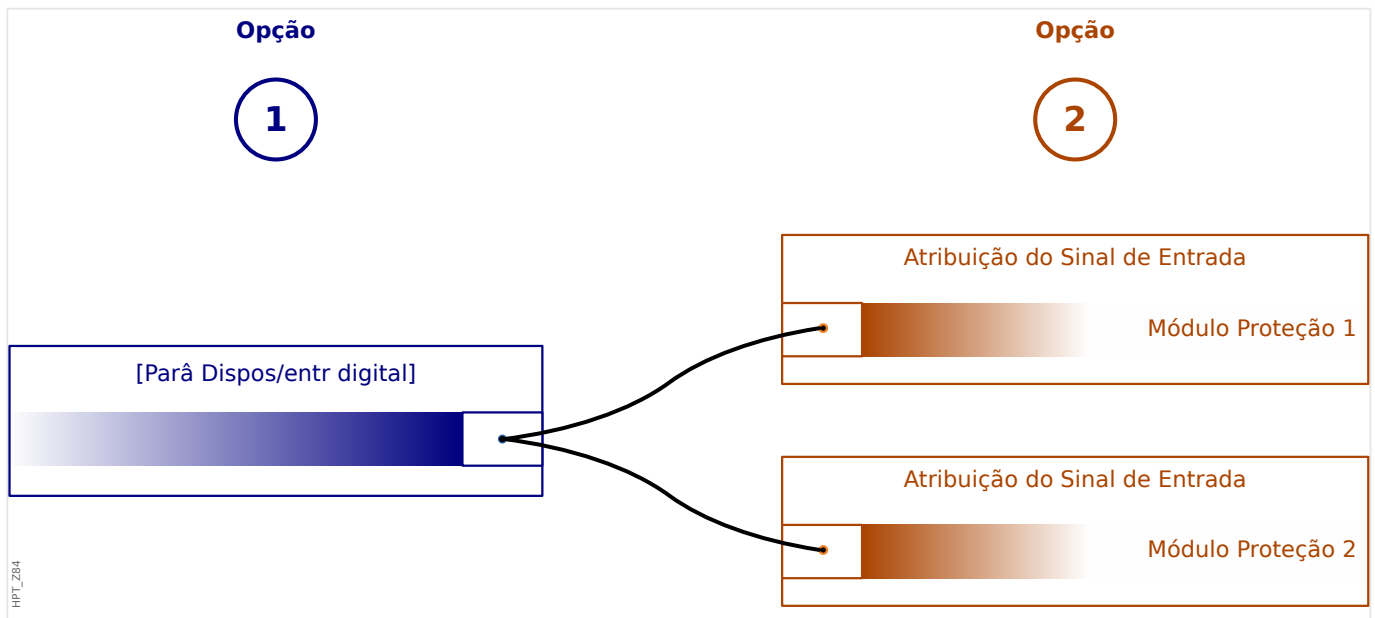 Opção
1
Opção
2
[Parâ Dispos/entr digital]
Atribuição do Sinal de Entrada
Módulo Proteção 1
Atribuição do Sinal de Entrada
Módulo Proteção 2
HPT_Z84